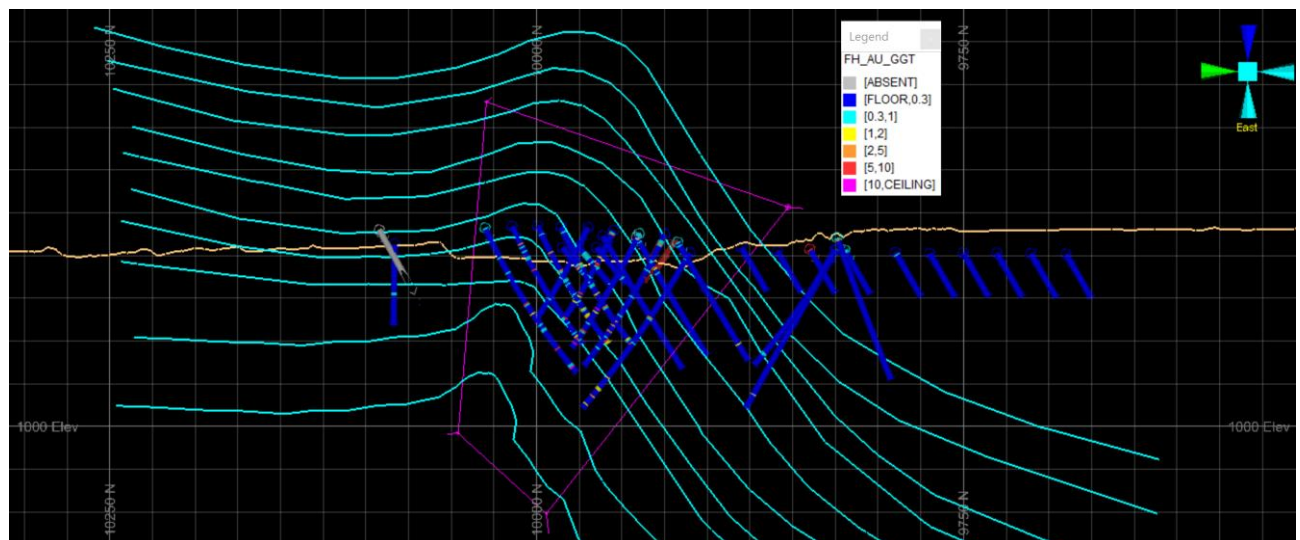 10250 N
10000 N
9750 N
Legend
FH_AU_GGT
[ABSENT]
[FLOOR,0.3]
[0.3,1]
[1,2]
[2,5]
[5,10]
[10,CEILING]
East
1000 Elev
1000 Elev
10250 N
10000 N
9750 N